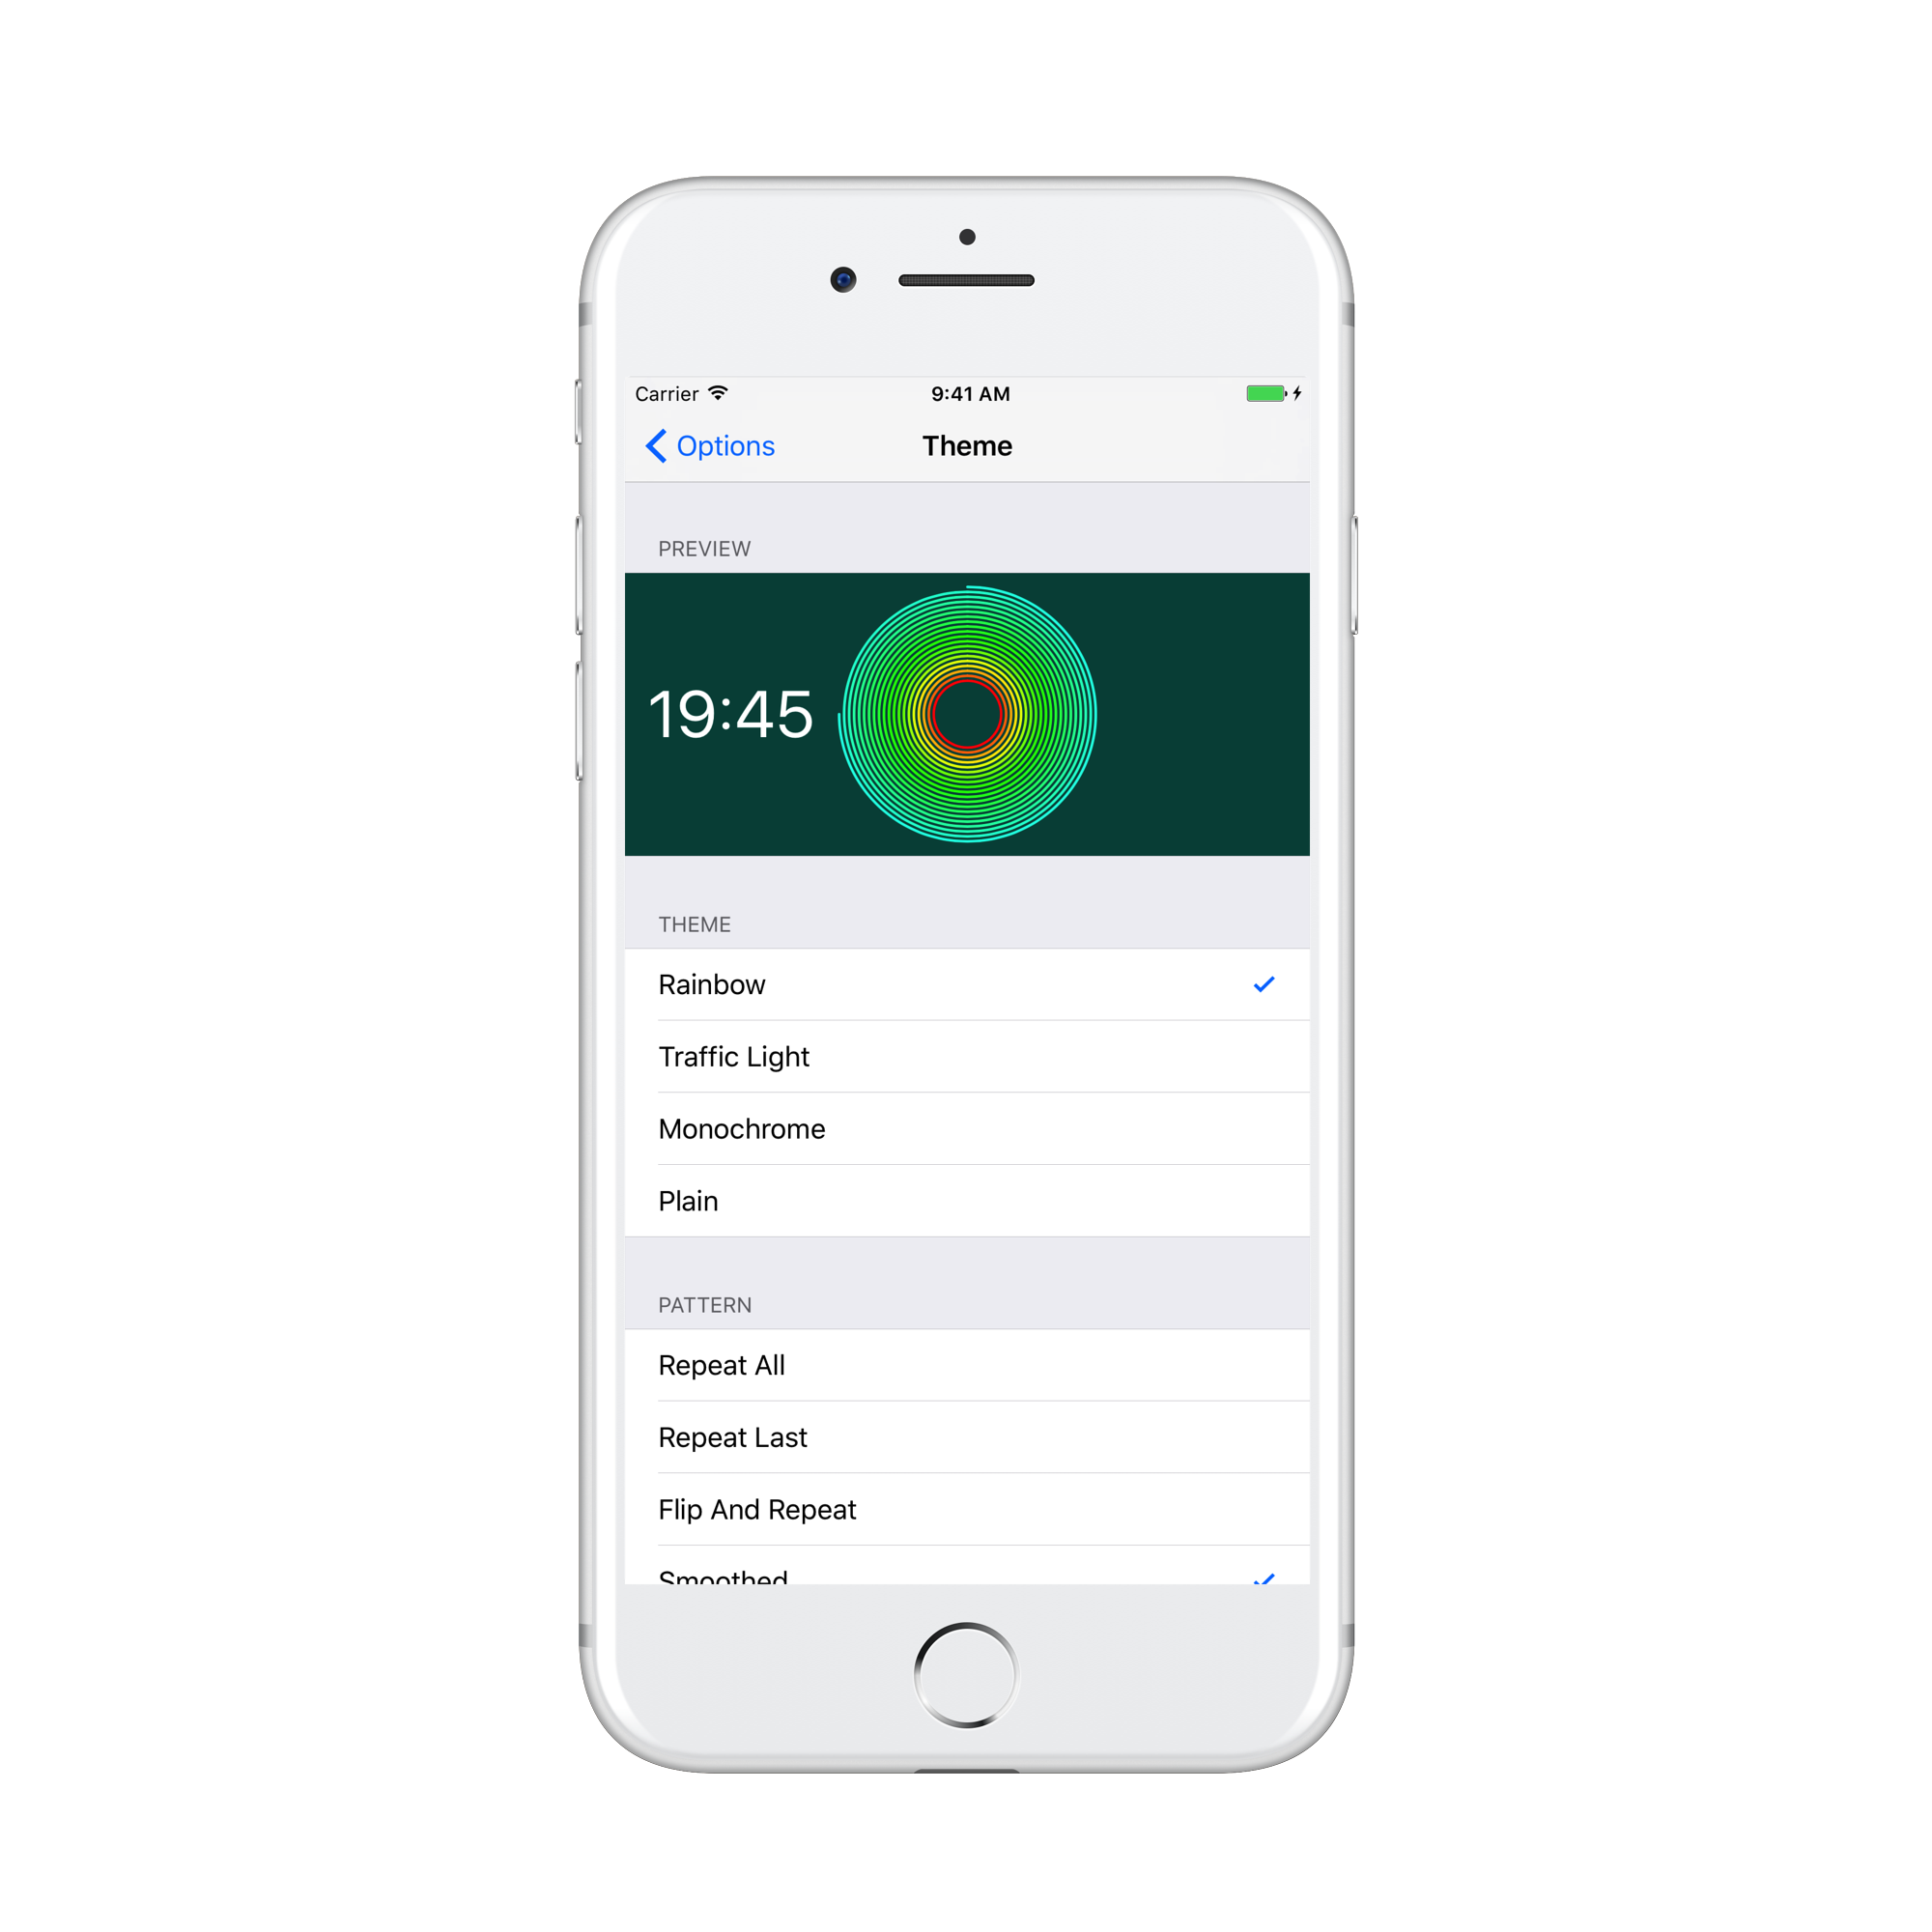 Carrier 9:41 AM
Options Theme
PREVIEW
19:45
THEME
Rainbow
Traffic Light
Monochrome
Plain
PATTERN
Repeat All
Repeat Last
Flip And Repeat
Smoothed